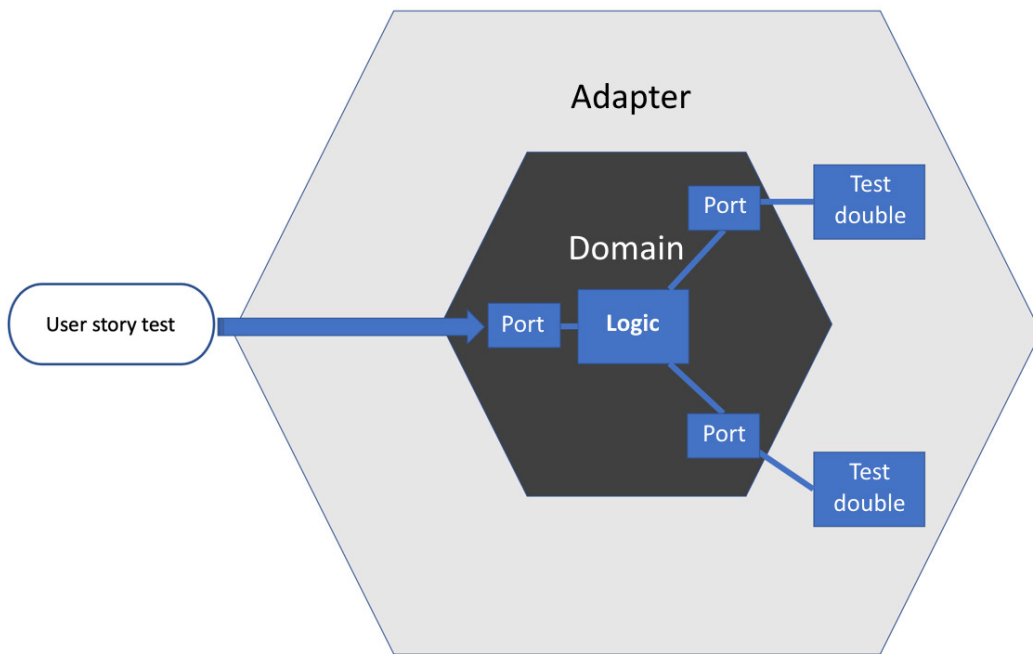 Adapter
Test
double
Port
Domain
User story test
Port
Logic
Port
Test
double